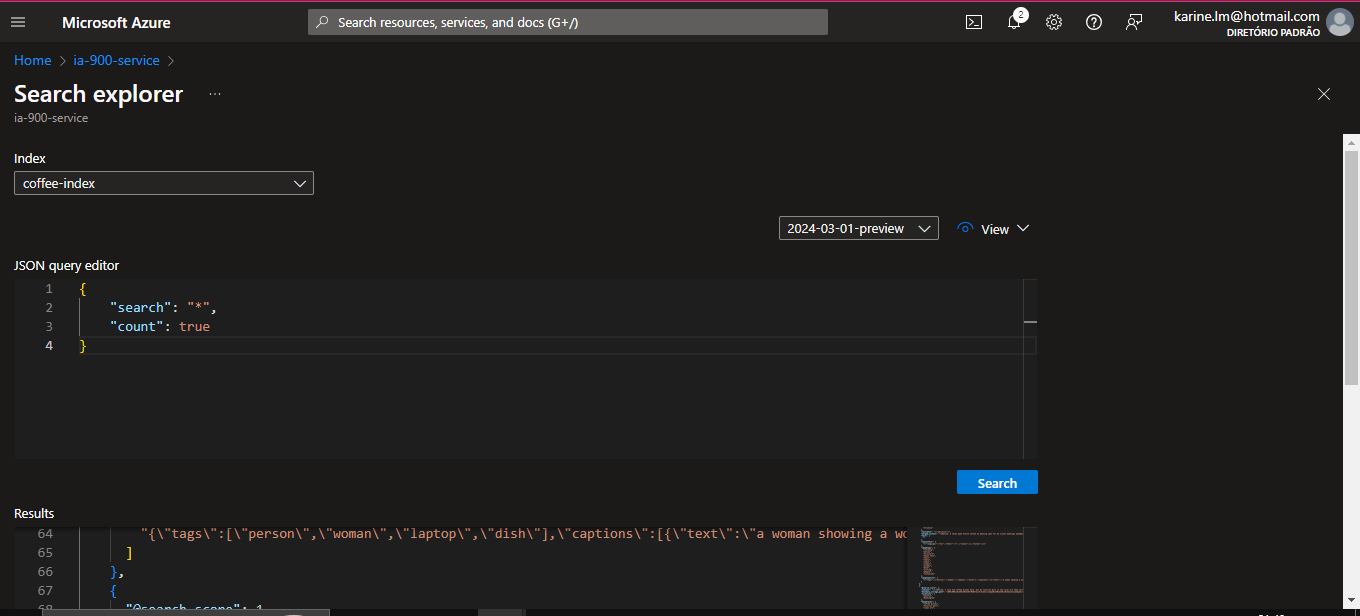 Microsoft Azure
Search resources, services, and docs (G+/)
2
karine.lm@hotmail.com
DIRETÓRIO PADRÃO
Home > ia-900-service >
Search explorer ...
ia-900-service
Index
coffee-index
2024-03-01-preview
View
JSON query editor
1 {
2 "search": "*",
3 "count": true
4 }
Search
Results
64 "{\"tags\":[\"person\",\"woman\",\"laptop\",\"dish\"],\"captions\":[{\"text\":\"a woman showing a wo
65 ]
66 },
67 {
68 "@search.score": 1